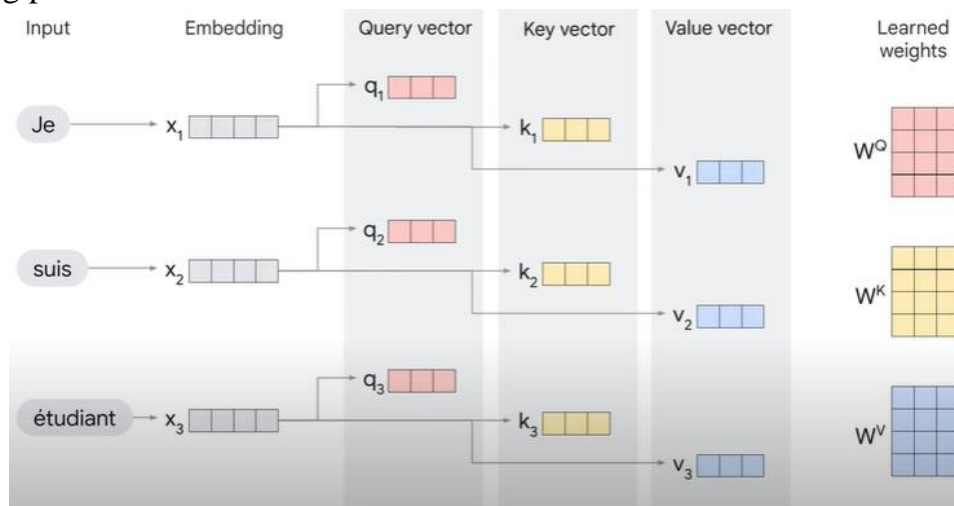 g p
Input Embedding Query vector Key vector Value vector Learned weights
q1
Je x1 k1
v1
WQ
q2
suis x2 k2
v2
WK
q3
étudiant x3 k3
v3
WV